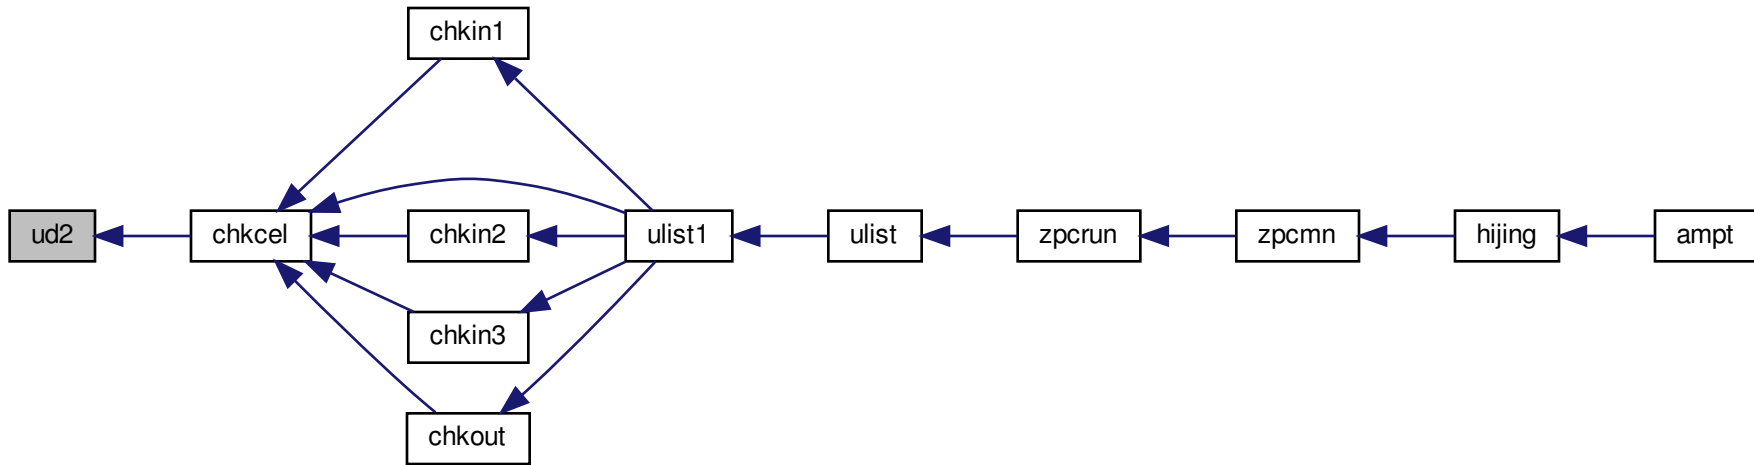 chkin1
ud2
chkcel
chkin2
ulist1
ulist
zpcrun
zpcmn
hijing
ampt
chkin3
chkout